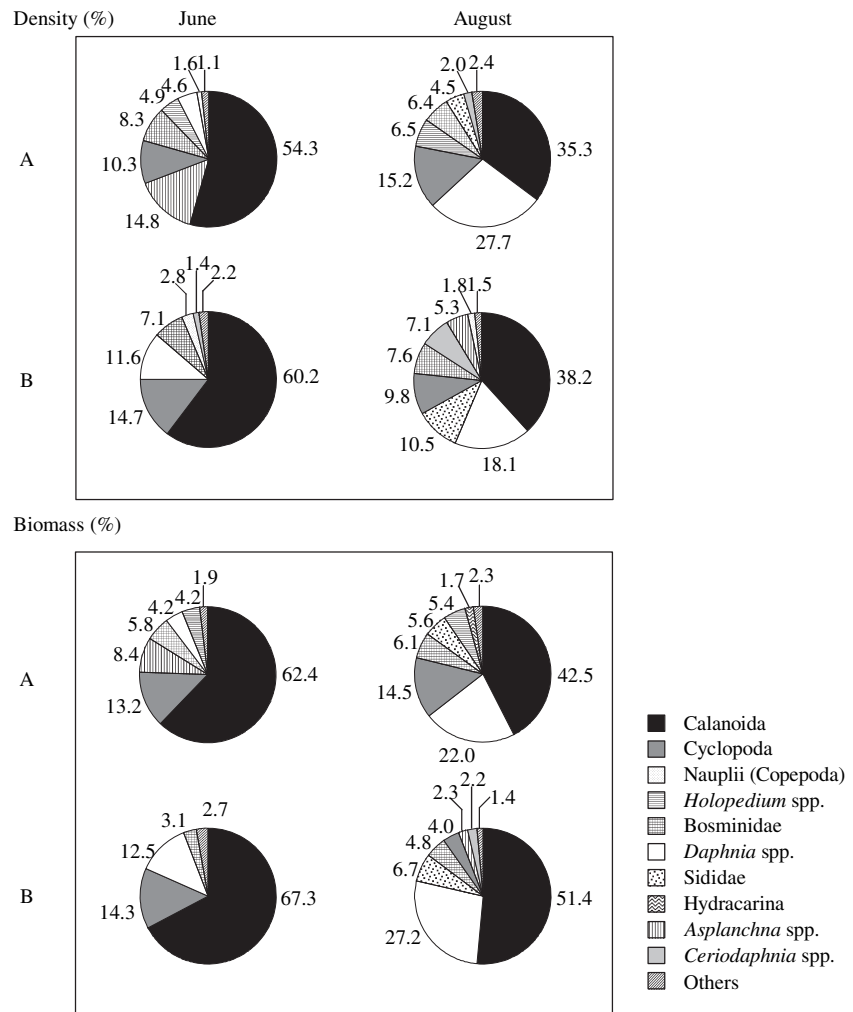 Density (%)
June
August
A
1.6 1.1
4.6
4.9
8.3
10.3
14.8
54.3
2.0 2.4
4.5
6.4
6.5
15.2
27.7
35.3
B
1.4
2.8 2.2
7.1
11.6
14.7
60.2
1.8 1.5
5.3
7.1
7.6
9.8
10.5
18.1
38.2
Biomass (%)
A
1.9
4.2 4.2
5.8
8.4
13.2
62.4
1.7 2.3
5.4
5.6
6.1
14.5
22.0
42.5
B
2.7
3.1
12.5
14.3
67.3
2.2
2.3 1.4
4.0
4.8
6.7
27.2
51.4
Calanoida
Cyclopoda
Nauplii (Copepoda)
Holopedium spp.
Bosminidae
Daphnia spp.
Sididae
Hydracarina
Asplanchna spp.
Ceriodaphnia spp.
Others